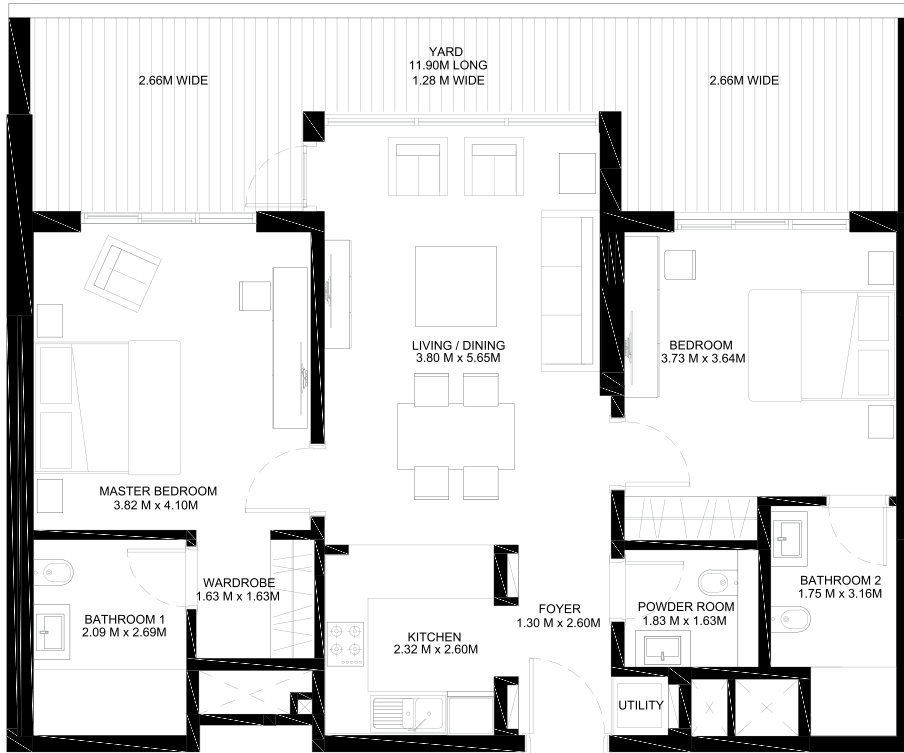 YARD
11.90M LONG
1.28 M WIDE
2.66M WIDE
2.66M WIDE
LIVING / DINING
3.80 M x 5.65M
BEDROOM
3.73 M x 3.64M
MASTER BEDROOM
3.82 M x 4.10M
WARDROBE
1.63 M x 1.63M
BATHROOM 1
2.09 M x 2.69M
KITCHEN
2.32 M x 2.60M
FOYER
1.30 M x 2.60M
POWDER ROOM
1.83 M x 1.63M
BATHROOM 2
1.75 M x 3.16M
UTILITY